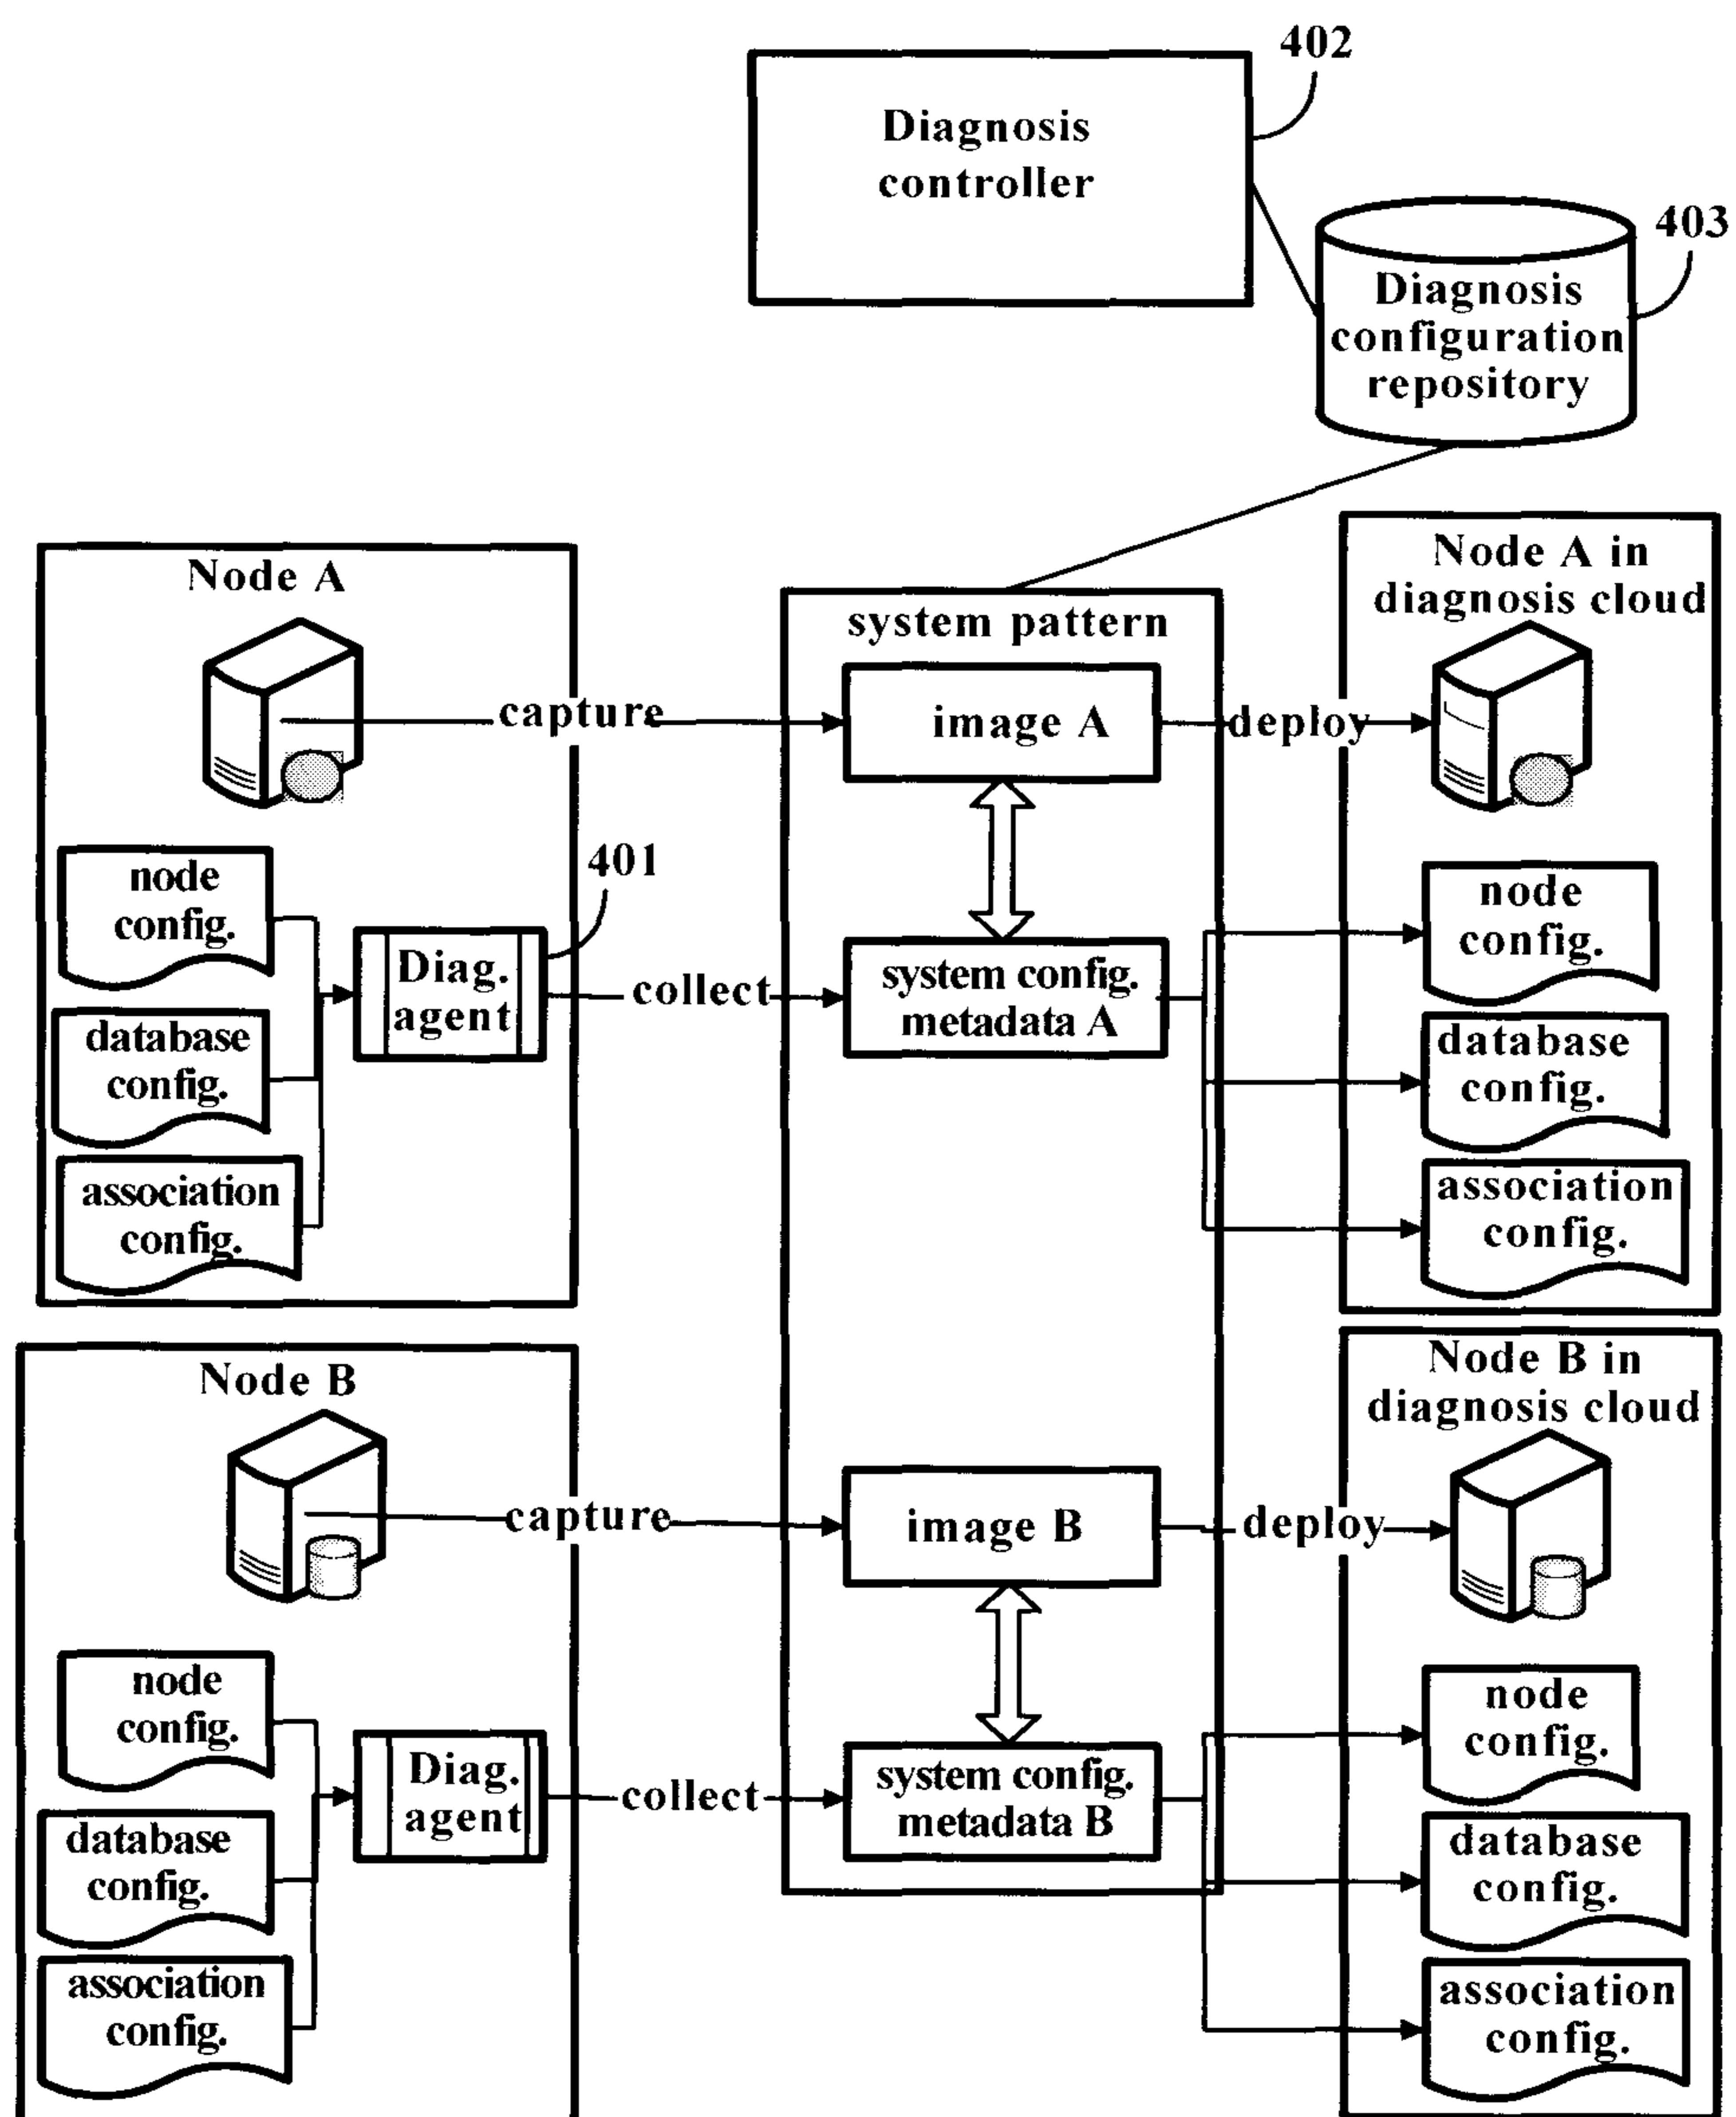 402
Diagnosis
controller
403
Diagnosis
configuration
repository
Node A
system pattern
Node A in
diagnosis cloud
capture
image A
deploy
node
config.
401
Diag.
agent
collect
system config.
metadata A
node
config.
database
config.
database
config.
association
config.
association
config.
Node B
Node B in
diagnosis cloud
capture
image B
deploy
node
config.
Diag.
agent
collect
system config.
metadata B
node
config.
database
config.
database
config.
association
config.
association
config.